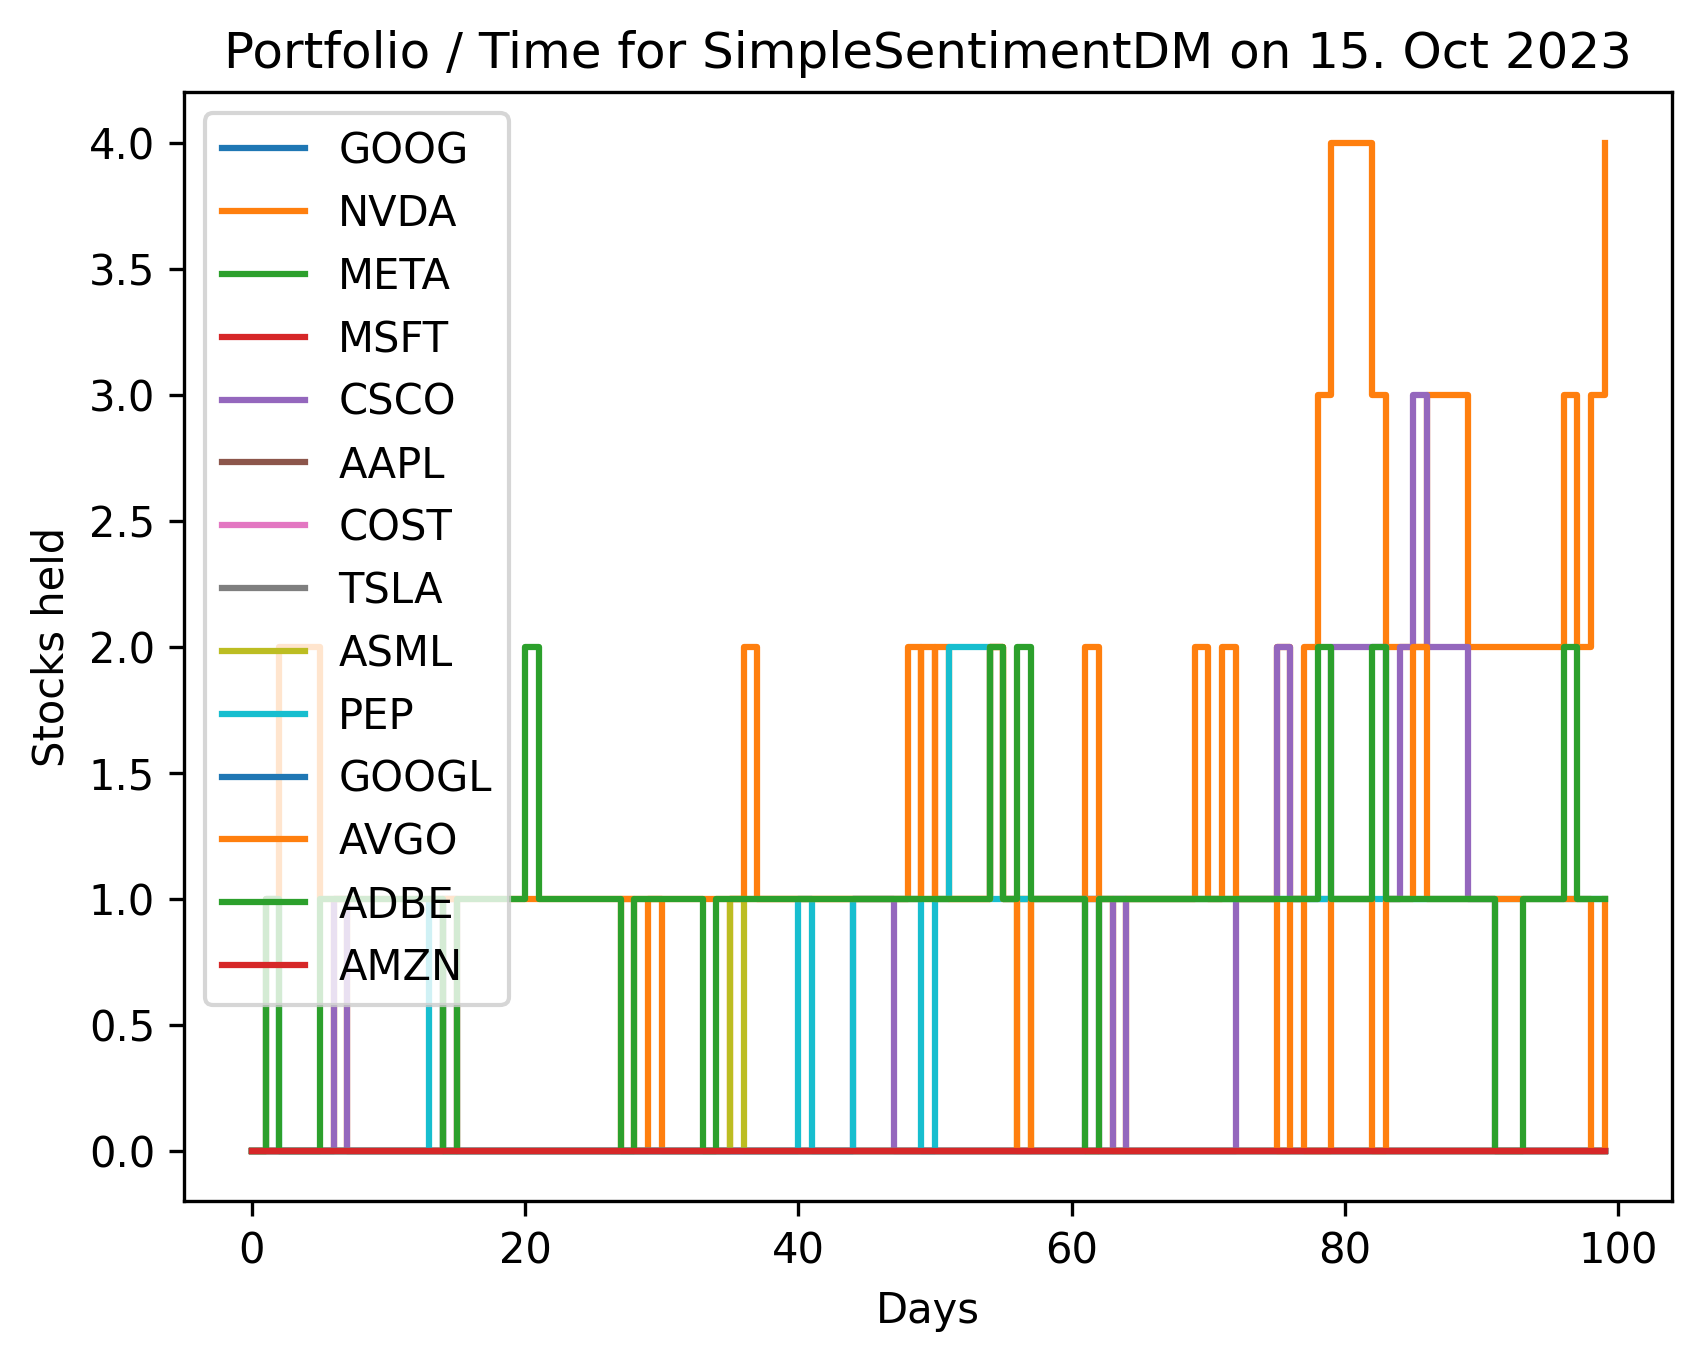 Portfolio / Time for SimpleSentimentDM on 15. Oct 2023
4.0
3.5
3.0
2.5
2.0
1.5
1.0
0.5
0.0
Stocks held
GOOG
NVDA
META
MSFT
CSCO
AAPL
COST
TSLA
ASML
PEP
GOOGL
AVGO
ADBE
AMZN
0 20 40 60 80 100
Days